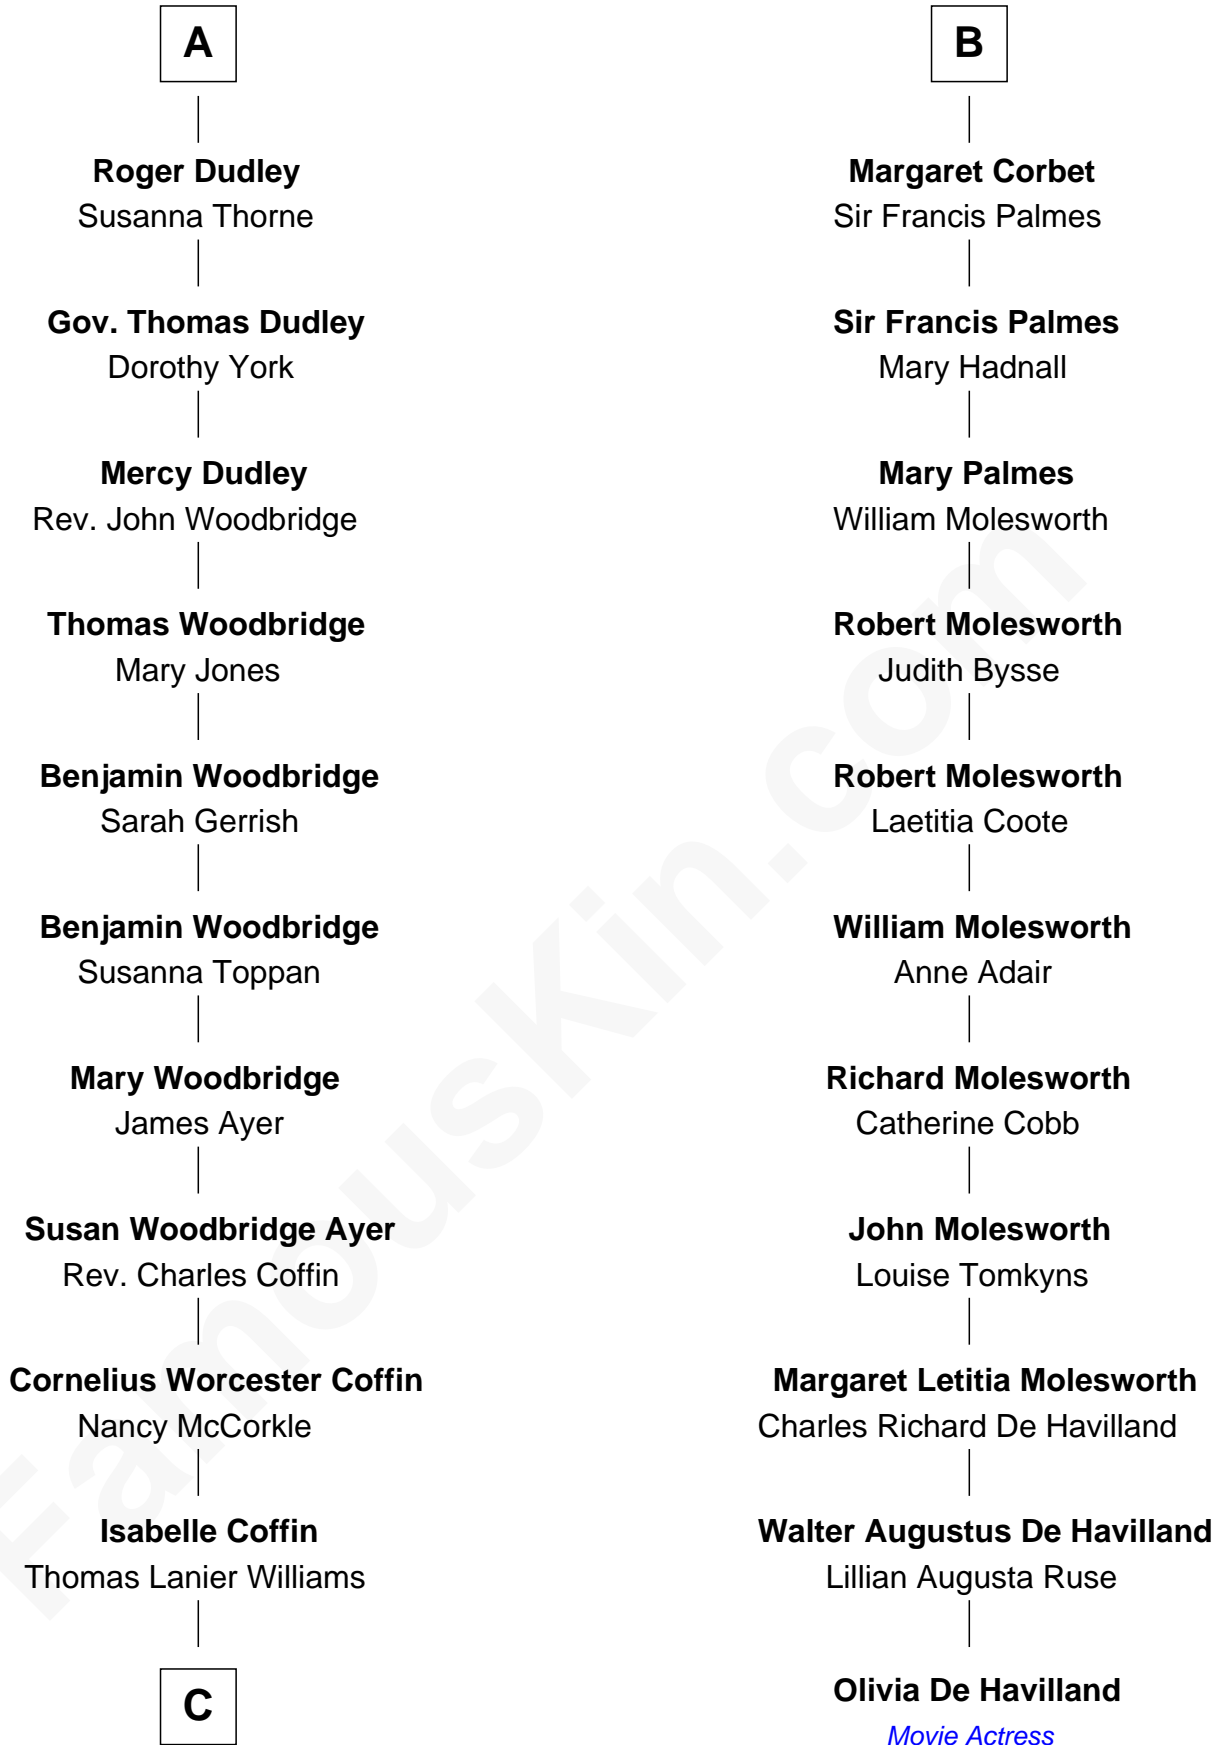 A
Roger Dudley
Susanna Thorne
Gov. Thomas Dudley
Dorothy York
Mercy Dudley
Rev. John Woodbridge
Thomas Woodbridge
Mary Jones
Benjamin Woodbridge
Sarah Gerrish
Benjamin Woodbridge
Susanna Toppan
Mary Woodbridge
James Ayer
Susan Woodbridge Ayer
Rev. Charles Coffin
Cornelius Worcester Coffin
Nancy McCorkle
Isabelle Coffin
Thomas Lanier Williams
C
B
Margaret Corbet
Sir Francis Palmes
Sir Francis Palmes
Mary Hadnall
Mary Palmes
William Molesworth
Robert Molesworth
Judith Bysse
Robert Molesworth
Laetitia Coote
William Molesworth
Anne Adair
Richard Molesworth
Catherine Cobb
John Molesworth
Louise Tomkyns
Margaret Letitia Molesworth
Charles Richard De Havilland
Walter Augustus De Havilland
Lillian Augusta Ruse
Olivia De Havilland
Movie Actress
FamousKin.com